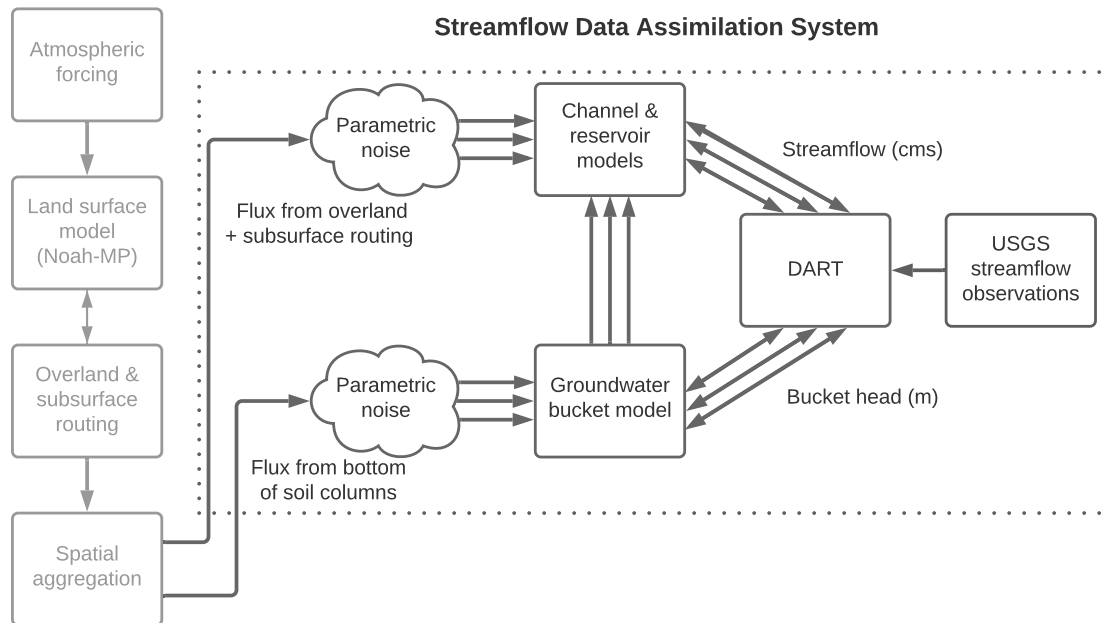 Streamflow Data Assimilation System
Atmospheric
forcing
Land surface
model
(Noah-MP)
Overland &
subsurface
routing
Spatial
aggregation
Parametric
noise
Flux from overland
+ subsurface routing
Parametric
noise
Flux from bottom
of soil columns
Channel &
reservoir
models
Groundwater
bucket model
Streamflow (cms)
DART
Bucket head (m)
USGS
streamflow
observations